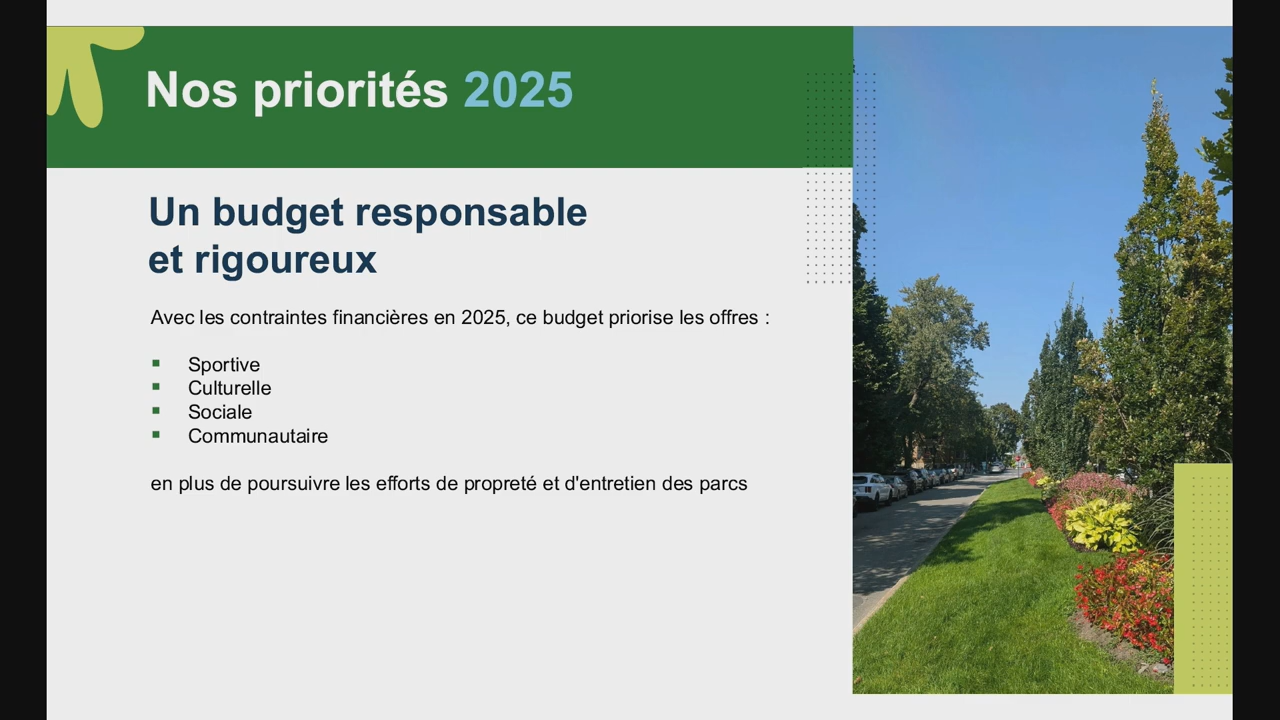 Nos priorités 2025
Un budget responsable
et rigoureux
Avec les contraintes financières en 2025, ce budget priorise les offres :
▪ Sportive
▪ Culturelle
▪ Sociale
▪ Communautaire
en plus de poursuivre les efforts de propreté et d'entretien des parcs